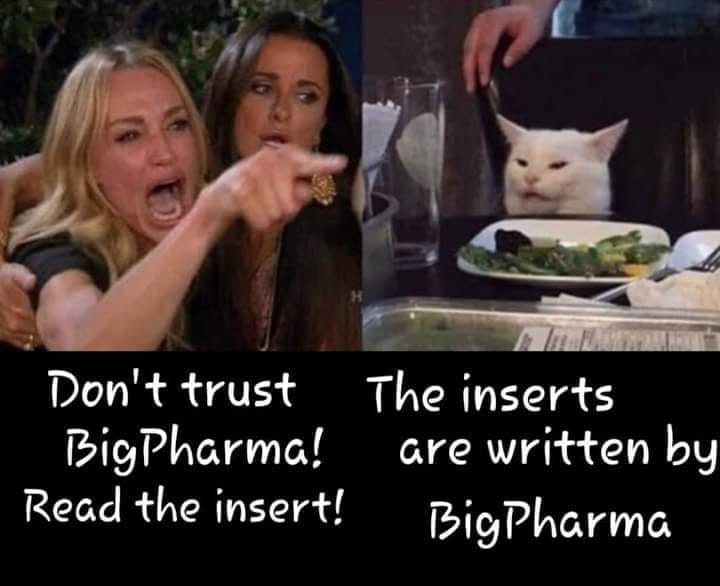 Don't trust
BigPharma!
Read the insert!
The inserts
are written by
BigPharma